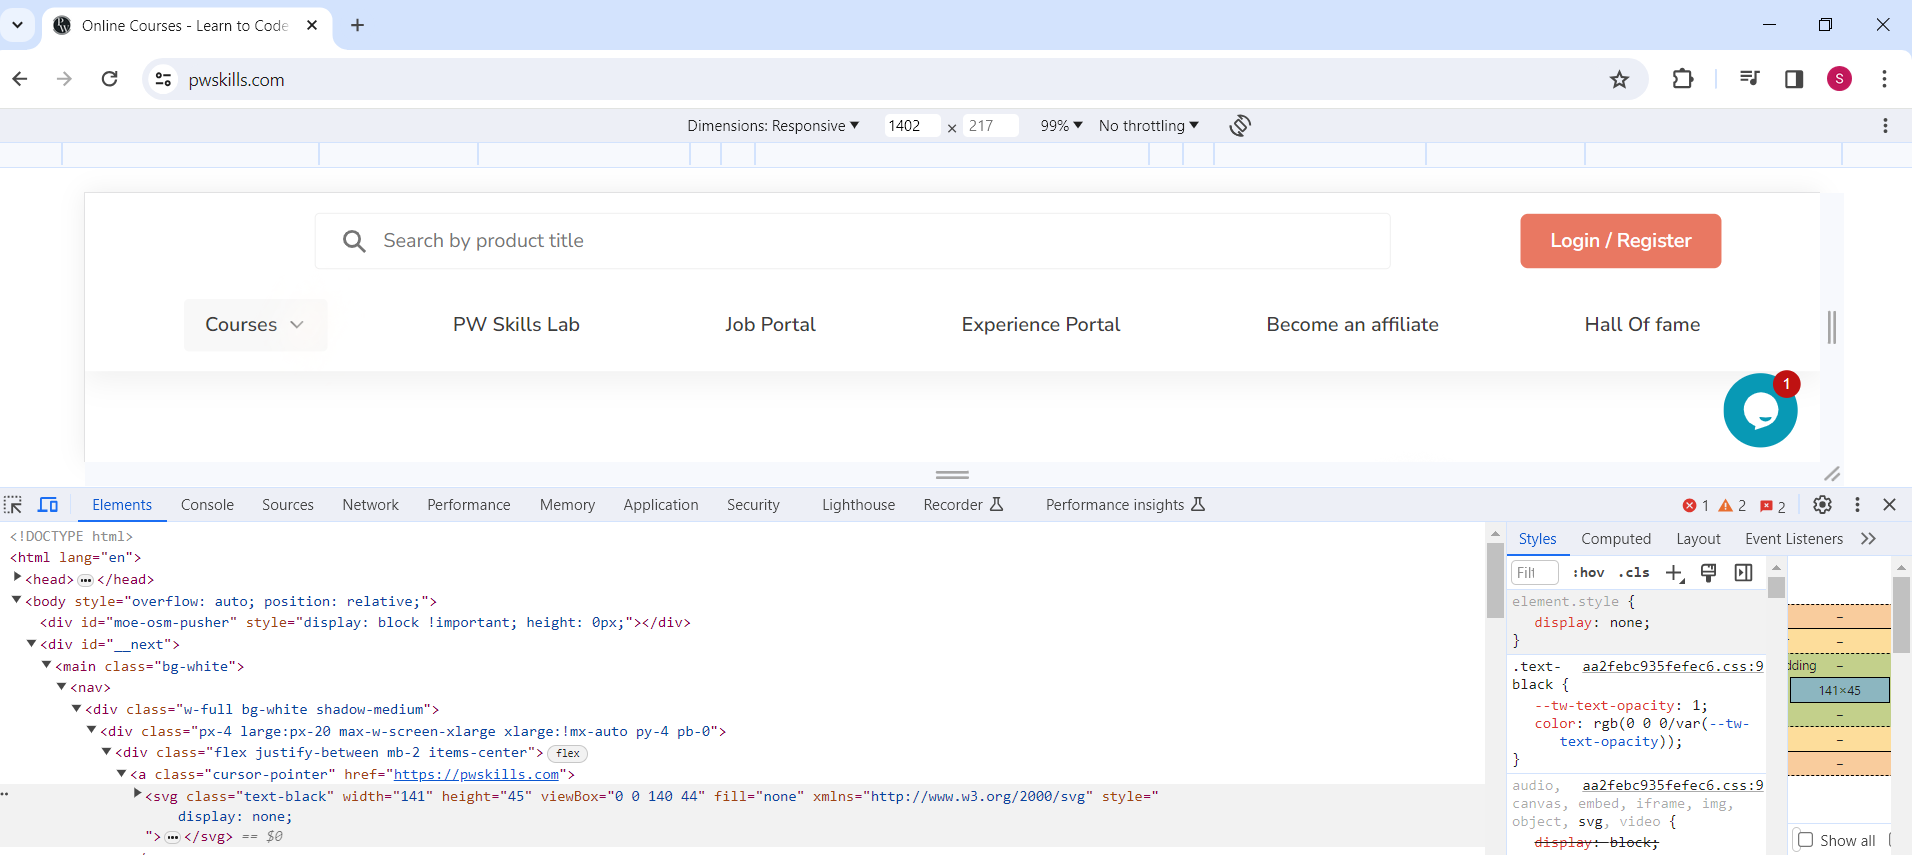 Online Courses - Learn to Code
pwskills.com
S
Dimensions: Responsive 1402 × 217 99% No throttling
Search by product title
Login / Register
Courses PW Skills Lab Job Portal Experience Portal Become an affiliate Hall Of fame
1
Elements Console Sources Network Performance Memory Application Security Lighthouse Recorder Performance insights 1 2 2
<!DOCTYPE html>
<html lang="en">
<head> ••• </head>
<body style="overflow: auto; position: relative;">
<div id="moe-osm-pusher" style="display: block !important; height: 0px;"></div>
<div id="__next">
<main class="bg-white">
<nav>
<div class="w-full bg-white shadow-medium">
<div class="px-4 large:px-20 max-w-screen-xlarge xlarge:!mx-auto py-4 pb-0">
<div class="flex justify-between mb-2 items-center"> flex
<a class="cursor-pointer" href="https://pwskills.com">
<svg class="text-black" width="141" height="45" viewBox="0 0 140 44" fill="none" xmlns="http://www.w3.org/2000/svg" style="
display: none;
"> ••• </svg> == $0
Styles Computed Layout Event Listeners
Filt :hov .cls
element.style {
display: none;
}
.text- aa2febc935fefec6.css:9
black {
--tw-text-opacity: 1;
color: rgb(0 0 0/var(--tw-
text-opacity));
}
audio, aa2febc935fefec6.css:9
canvas, embed, iframe, img,
object, svg, video {
display: block;
–
–
dding –
141×45
–
–
–
Show all